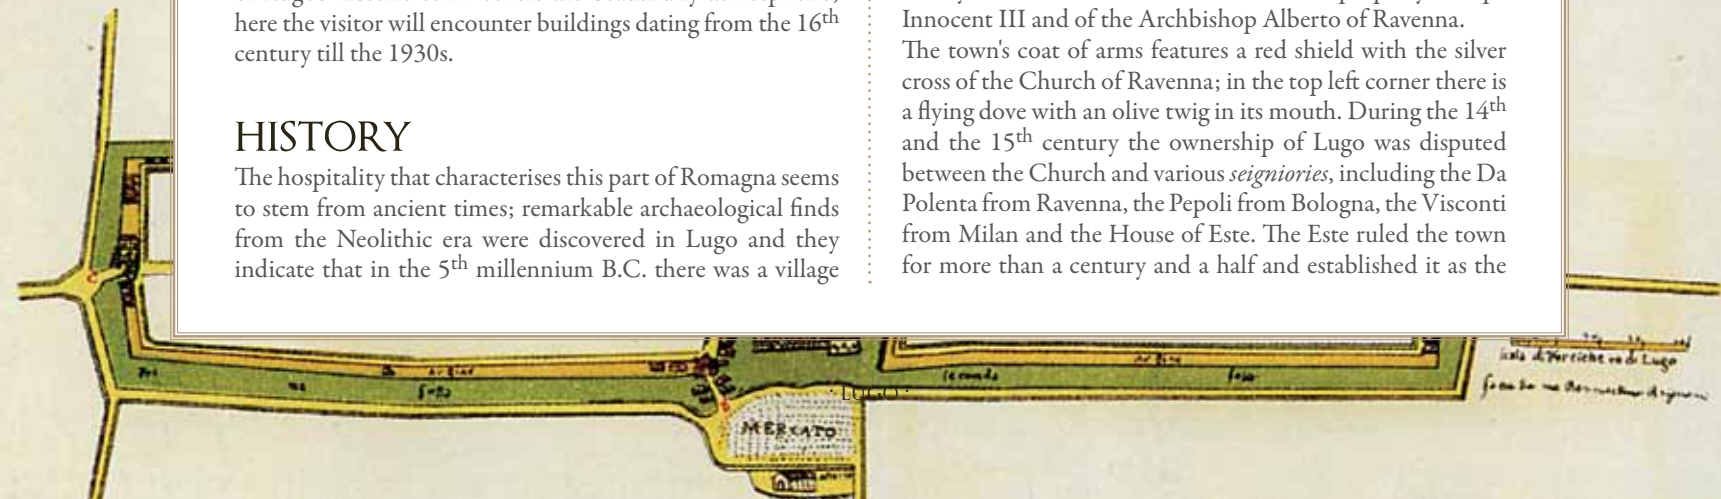 here the visitor will encounter buildings dating from the 16th
century till the 1930s.
HISTORY
The hospitality that characterises this part of Romagna seems
to stem from ancient times; remarkable archaeological finds
from the Neolithic era were discovered in Lugo and they
indicate that in the 5th millennium B.C. there was a village
Innocent III and of the Archbishop Alberto of Ravenna.
The town's coat of arms features a red shield with the silver
cross of the Church of Ravenna; in the top left corner there is
a flying dove with an olive twig in its mouth. During the 14th
and the 15th century the ownership of Lugo was disputed
between the Church and various seigniories, including the Da
Polenta from Ravenna, the Pepoli from Bologna, the Visconti
from Milan and the House of Este. The Este ruled the town
for more than a century and a half and established it as the
· LUGO ·
MERCATO